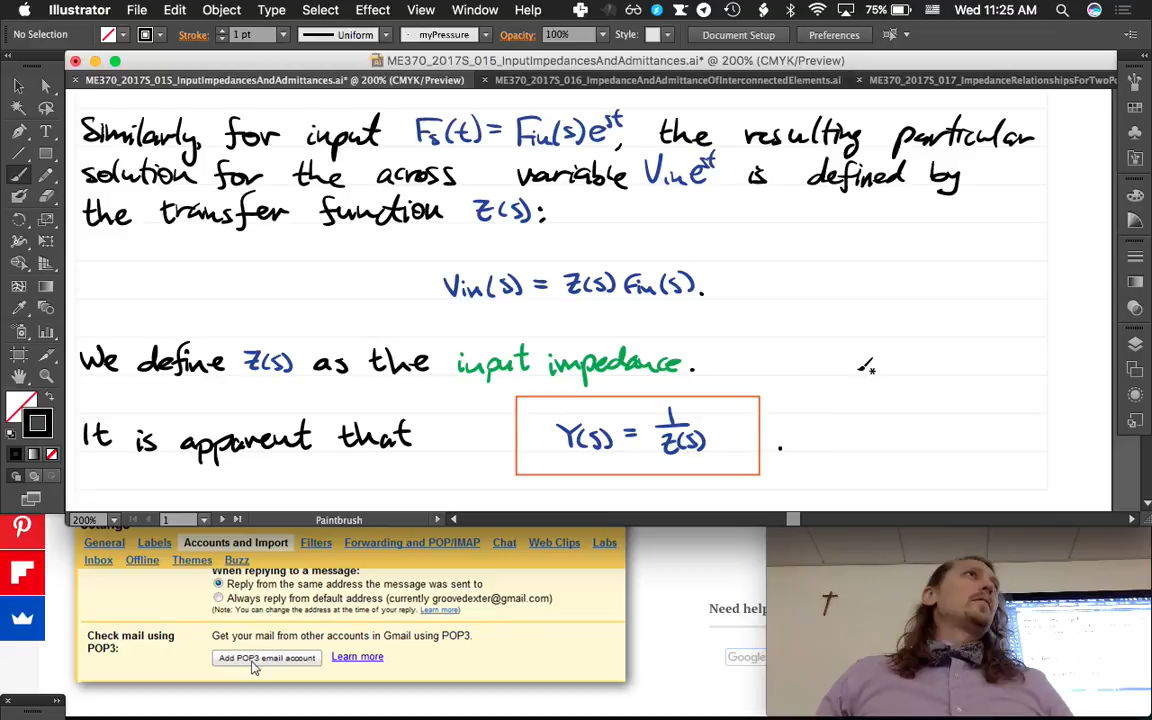 Illustrator File Edit Object Type Select Effect View Window Help 75% Wed 11:25 AM
No Selection Stroke: 1 pt Uniform myPressure Opacity: 100% Style: Document Setup Preferences
ME370_2017S_015_InputImpedancesAndAdmittances.ai* @ 200% (CMYK/Preview)
ME370_2017S_015_InputImpedancesAndAdmittances.ai* @ 200% (CMYK/Preview) ME370_2017S_016_ImpedanceAndAdmittanceOfInterconnectedElements.ai ME370_2017S_017_ImpedanceRelationshipsForTwoPo
Similarly, for input Fs(t) = Fin(s)e^st, the resulting particular
solution for the across variable Vin e^st is defined by
the transfer function Z(s):
Vin(s) = Z(s) Fin(s).
We define Z(s) as the input impedance.
It is apparent that Y(s) = 1/Z(s).
200% 1 Paintbrush
Settings
General Labels Accounts and Import Filters Forwarding and POP/IMAP Chat Web Clips Labs
Inbox Offline Themes Buzz
When replying to a message:
Reply from the same address the message was sent to
Always reply from default address (currently groovedexter@gmail.com)
(Note: You can change the address at the time of your reply. Learn more)
Check mail using POP3:
Get your mail from other accounts in Gmail using POP3.
Add POP3 email account Learn more
Need help
Google